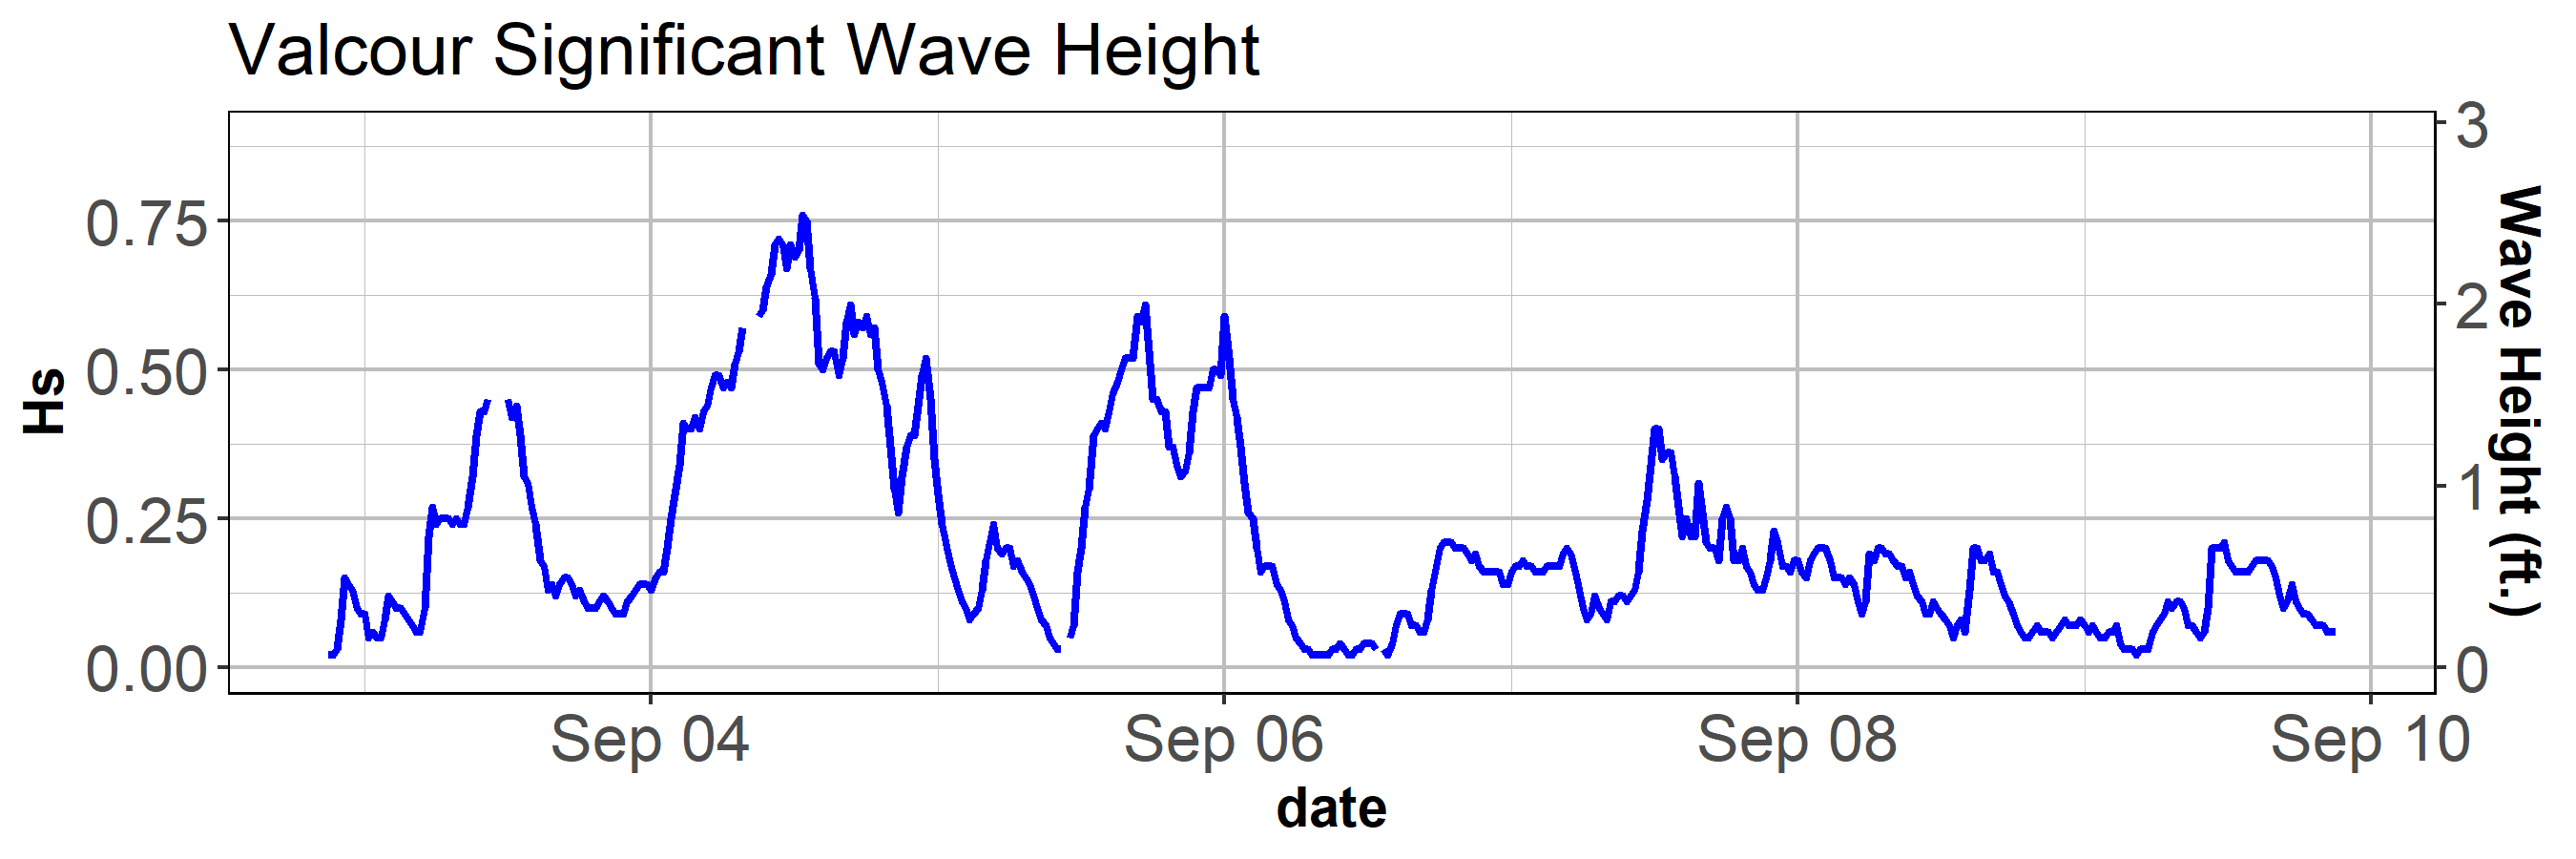 Valcour Significant Wave Height
Hs
0.75
0.50
0.25
0.00
3
2
1
0
Wave Height (ft.)
Sep 04
Sep 06
Sep 08
Sep 10
date